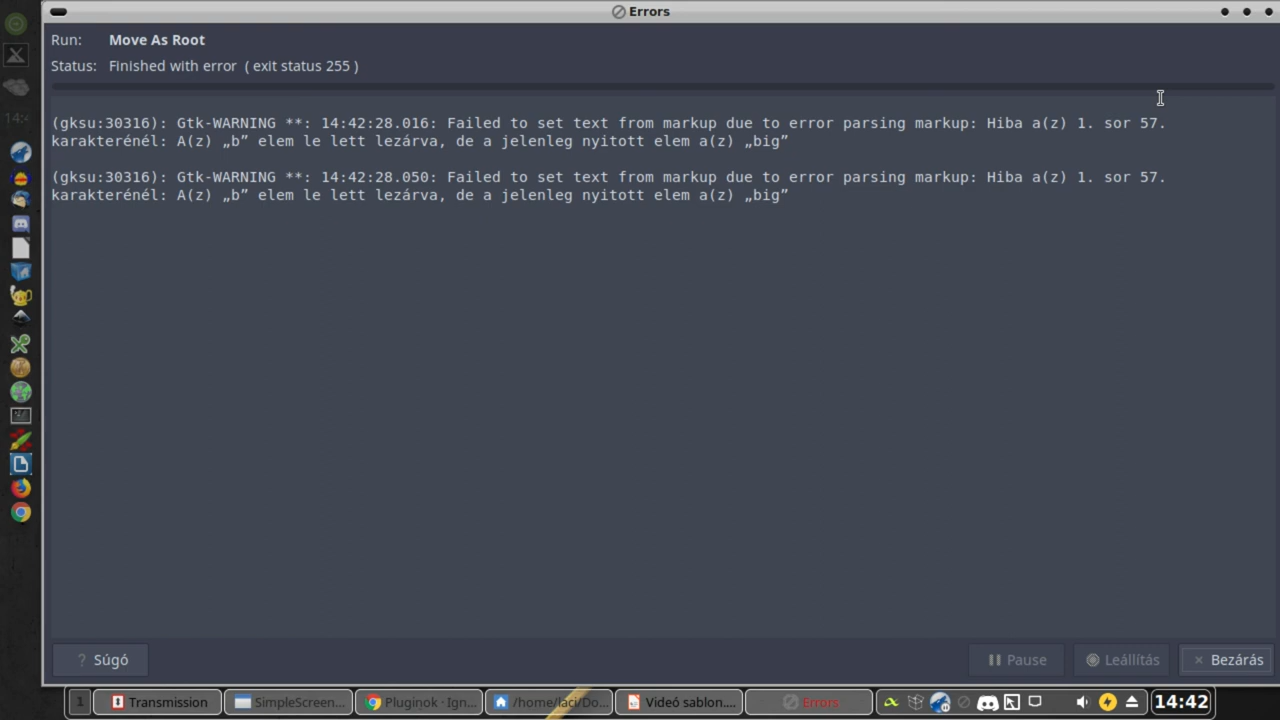 Errors
Run: Move As Root
Status: Finished with error ( exit status 255 )
(gksu:30316): Gtk-WARNING **: 14:42:28.016: Failed to set text from markup due to error parsing markup: Hiba a(z) 1. sor 57.
karakterénél: A(z) „b” elem le lett lezárva, de a jelenleg nyitott elem a(z) „big”
(gksu:30316): Gtk-WARNING **: 14:42:28.050: Failed to set text from markup due to error parsing markup: Hiba a(z) 1. sor 57.
karakterénél: A(z) „b” elem le lett lezárva, de a jelenleg nyitott elem a(z) „big”
? Súgó
Pause
Leállítás
Bezárás
1
Transmission
SimpleScreen...
Pluginok · Ign...
/home/laci/Do...
Videó sablon....
Errors
14:42